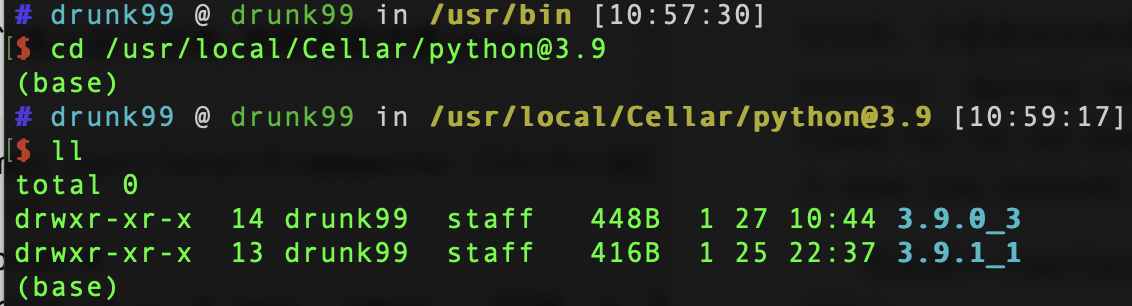 # drunk99 @ drunk99 in /usr/bin [10:57:30]
[$ cd /usr/local/Cellar/python@3.9
(base)
# drunk99 @ drunk99 in /usr/local/Cellar/python@3.9 [10:59:17]
[$ ll
total 0
drwxr-xr-x  14 drunk99  staff   448B  1 27 10:44 3.9.0_3
drwxr-xr-x  13 drunk99  staff   416B  1 25 22:37 3.9.1_1
(base)